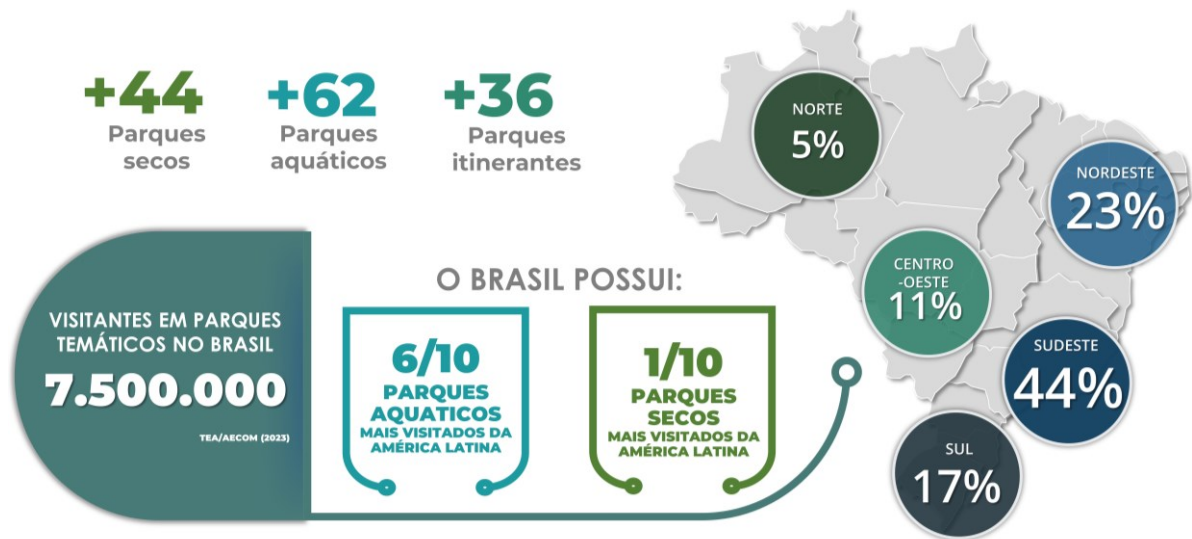 +44
Parques
secos
+62
Parques
aquáticos
+36
Parques
itinerantes
VISITANTES EM PARQUES
TEMÁTICOS NO BRASIL
7.500.000
TEA/AECOM (2023)
O BRASIL POSSUI:
6/10
PARQUES
AQUATICOS
MAIS VISITADOS DA
AMÉRICA LATINA
1/10
PARQUES
SECOS
MAIS VISITADOS DA
AMÉRICA LATINA
NORTE
5%
NORDESTE
23%
CENTRO
-OESTE
11%
SUDESTE
44%
SUL
17%